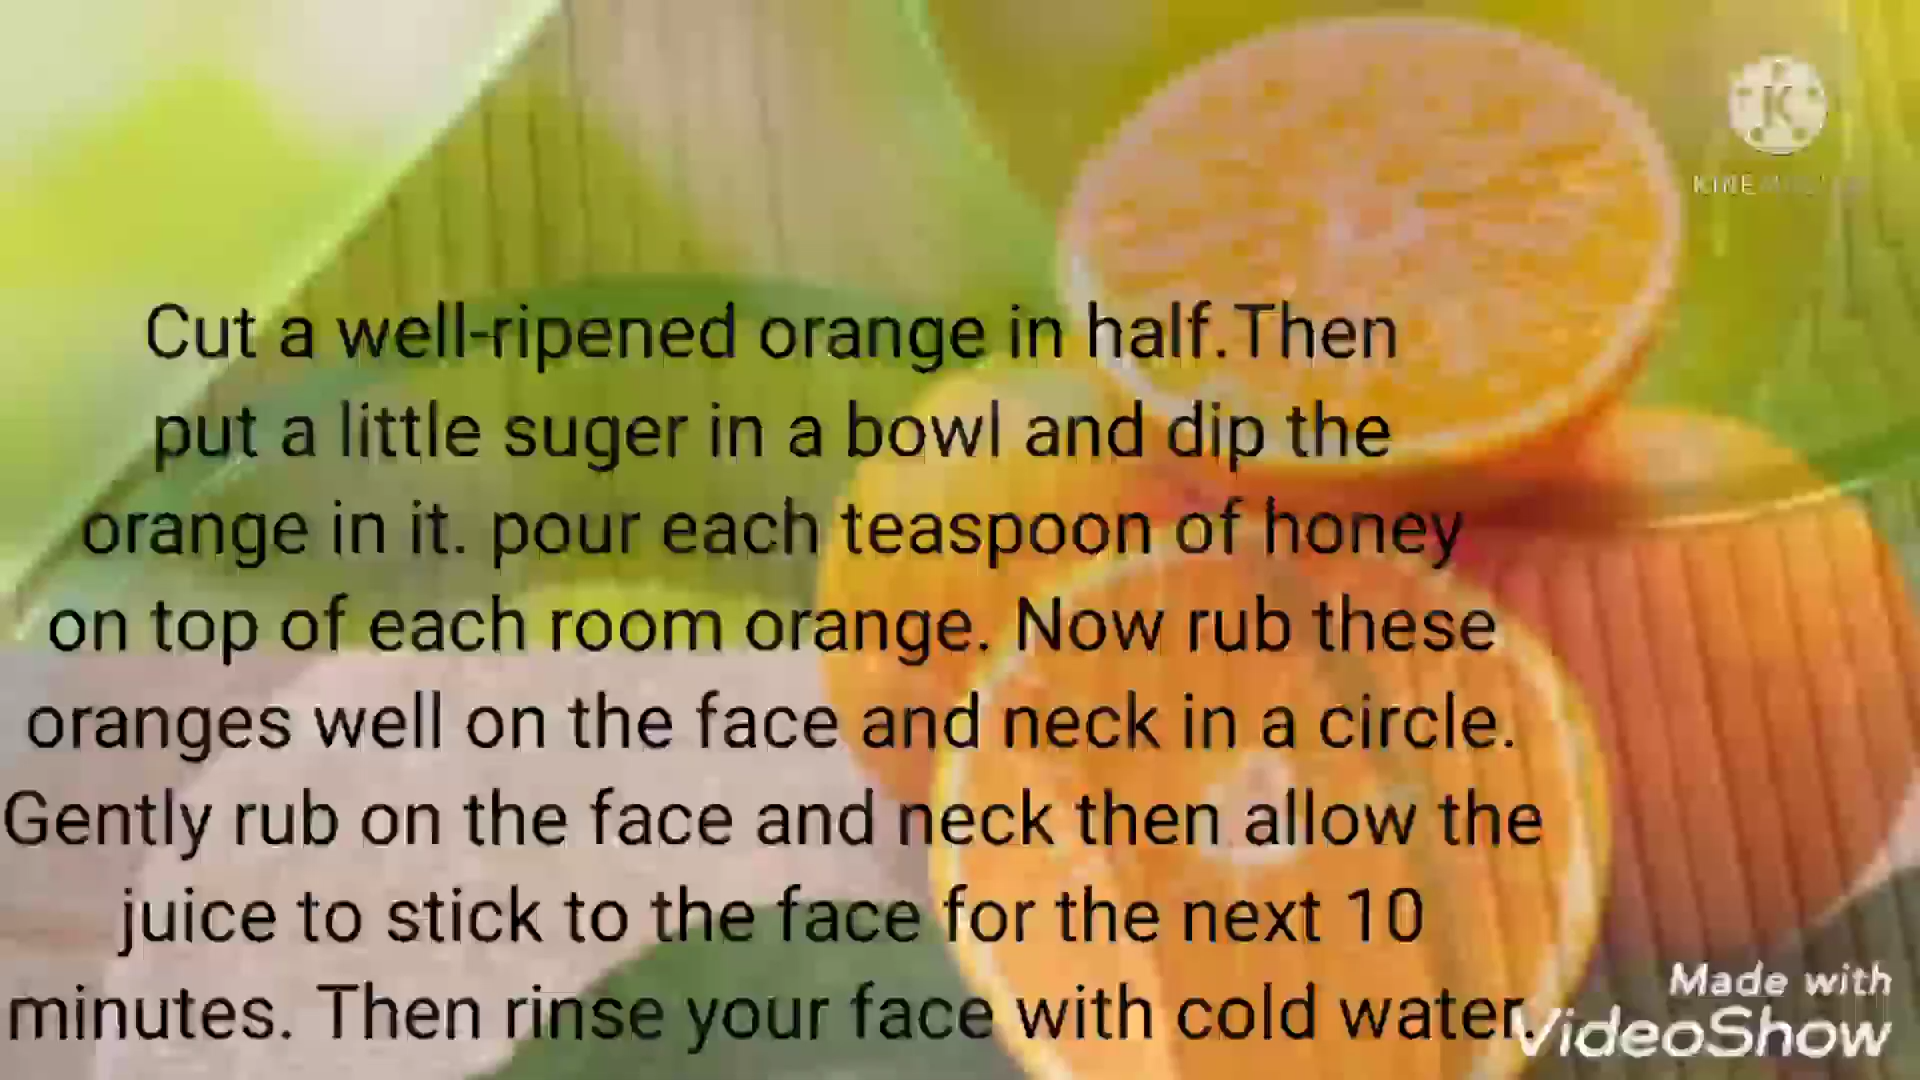 Cut a well-ripened orange in half.Then
put a little suger in a bowl and dip the
orange in it. pour each teaspoon of honey
on top of each room orange. Now rub these
oranges well on the face and neck in a circle.
Gently rub on the face and neck then allow the
juice to stick to the face for the next 10
minutes. Then rinse your face with cold water.
K
KINEMASTER
Made with
VideoShow